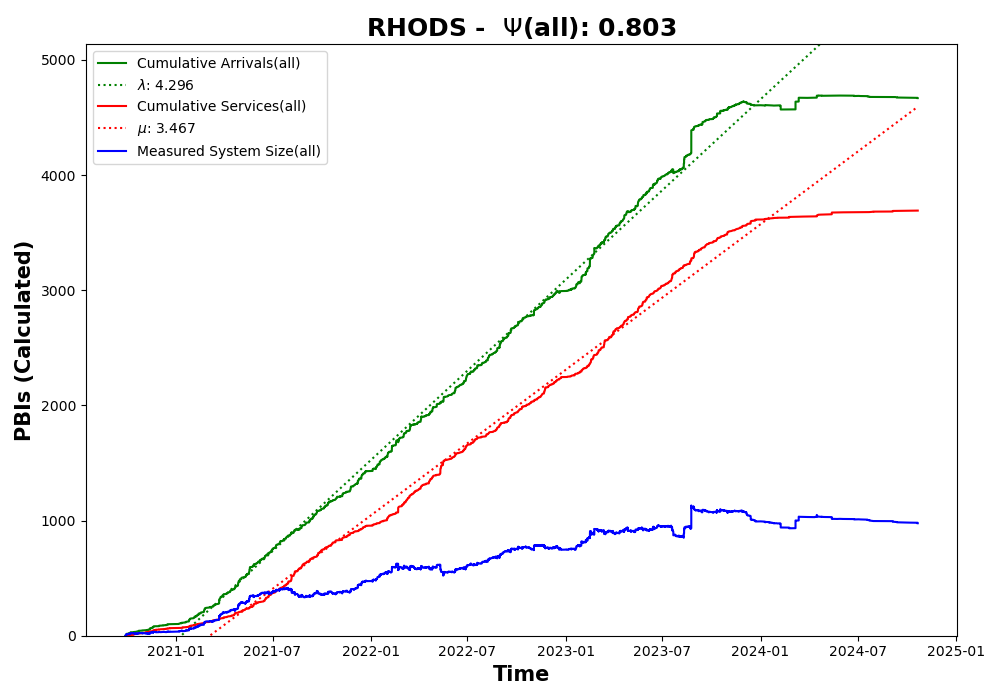 RHODS - Ψ(all): 0.803
Cumulative Arrivals(all)
λ: 4.296
Cumulative Services(all)
μ: 3.467
Measured System Size(all)
PBIs (Calculated)
5000
4000
3000
2000
1000
0
2021-01 2021-07 2022-01 2022-07 2023-01 2023-07 2024-01 2024-07 2025-01
Time